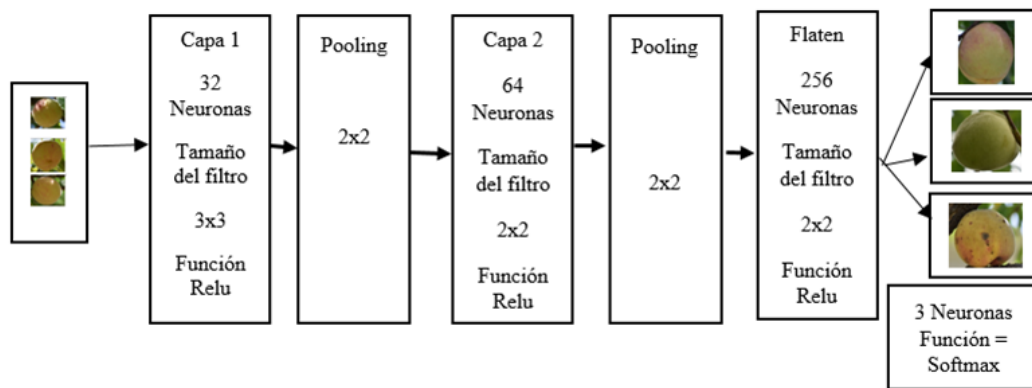 Capa 1
32
Neuronas
Tamaño
del filtro
3x3
Función
Relu
Pooling
2x2
Capa 2
64
Neuronas
Tamaño
del filtro
2x2
Función
Relu
Pooling
2x2
Flaten
256
Neuronas
Tamaño
del filtro
2x2
Función
Relu
3 Neuronas
Función =
Softmax